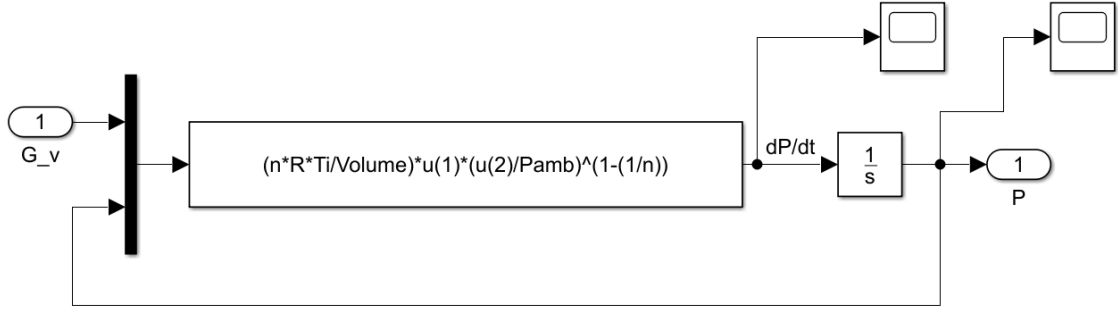 dP/dt
1
(n*R*Ti/Volume)*u(1)*(u(2)/Pamb)^(1-(1/n))
1
s
1
G_v
P